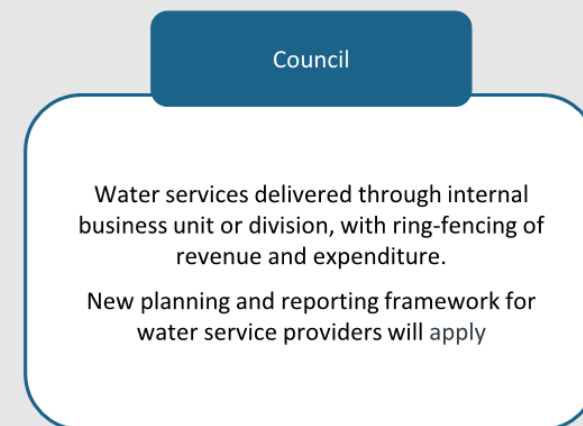 Council
Water services delivered through internal
business unit or division, with ring-fencing of
revenue and expenditure.
New planning and reporting framework for
water service providers will apply